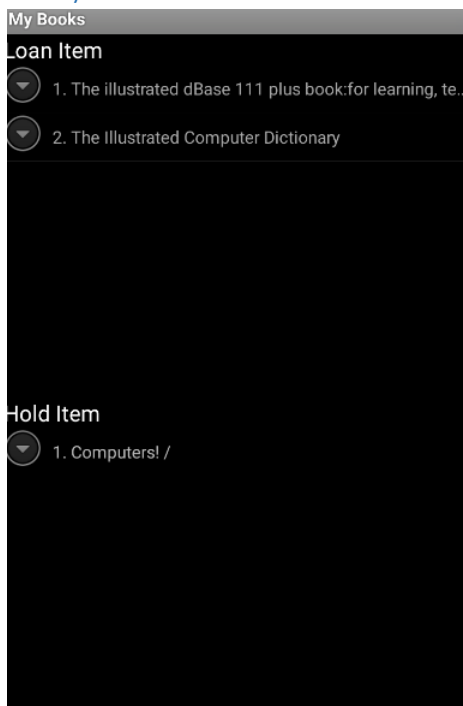 My Books
Loan Item
1. The illustrated dBase 111 plus book:for learning, te..
2. The Illustrated Computer Dictionary
Hold Item
1. Computers! /